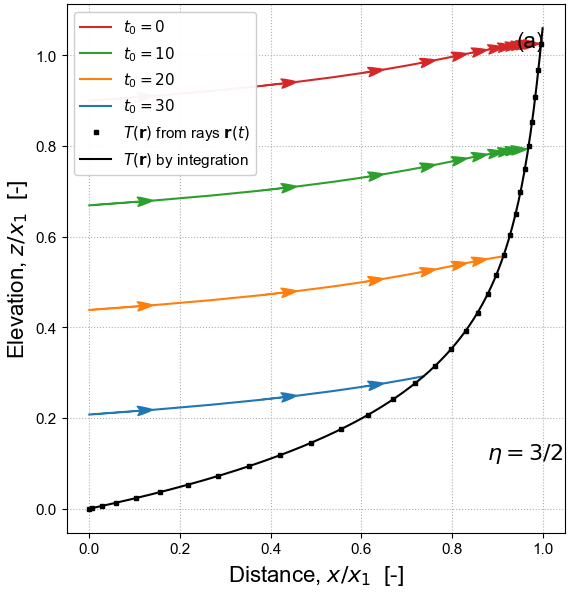 (a)
t₀ = 0
t₀ = 10
t₀ = 20
t₀ = 30
T(r) from rays r(t)
T(r) by integration
Elevation, z/x₁ [-]
1.0
0.8
0.6
0.4
0.2
0.0
η = 3/2
0.0 0.2 0.4 0.6 0.8 1.0
Distance, x/x₁ [-]